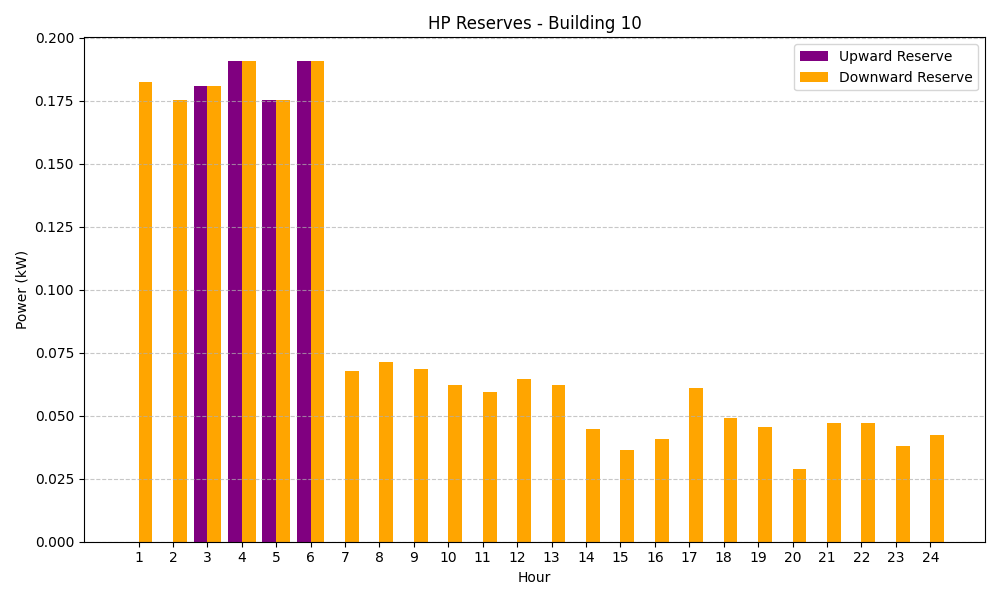 HP Reserves - Building 10
Upward Reserve
Downward Reserve
Power (kW)
0.200
0.175
0.150
0.125
0.100
0.075
0.050
0.025
0.000
1 2 3 4 5 6 7 8 9 10 11 12 13 14 15 16 17 18 19 20 21 22 23 24
Hour